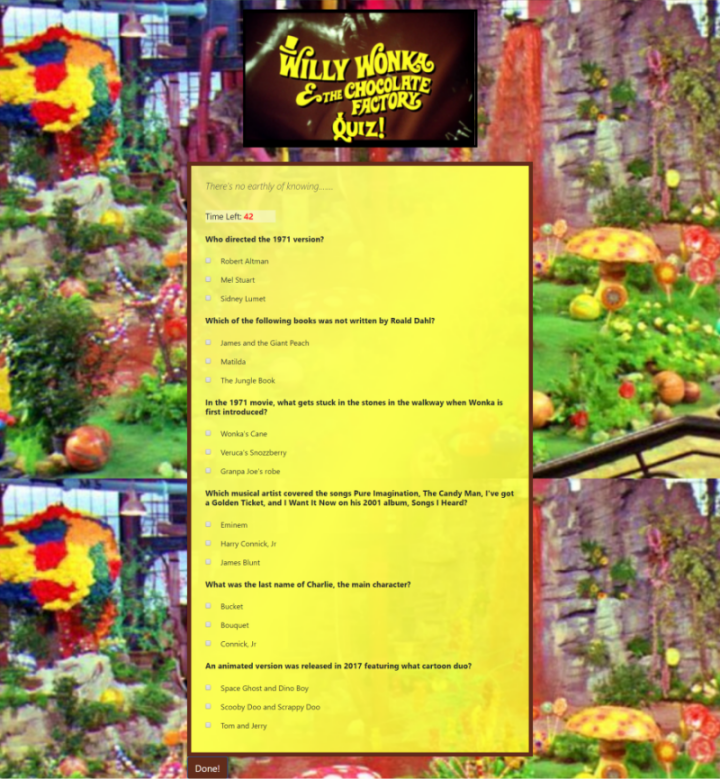 WILLY WONKA
& THE CHOCOLATE
FACTORY
QUIZ!
There's no earthly of knowing......
Time Left: 42
Who directed the 1971 version?
Robert Altman
Mel Stuart
Sidney Lumet
Which of the following books was not written by Roald Dahl?
James and the Giant Peach
Matilda
The Jungle Book
In the 1971 movie, what gets stuck in the stones in the walkway when Wonka is
first introduced?
Wonka's Cane
Veruca's Snozzberry
Granpa Joe's robe
Which musical artist covered the songs Pure Imagination, The Candy Man, I've got
a Golden Ticket, and I Want It Now on his 2001 album, Songs I Heard?
Eminem
Harry Connick, Jr
James Blunt
What was the last name of Charlie, the main character?
Bucket
Bouquet
Connick, Jr
An animated version was released in 2017 featuring what cartoon duo?
Space Ghost and Dino Boy
Scooby Doo and Scrappy Doo
Tom and Jerry
Done!